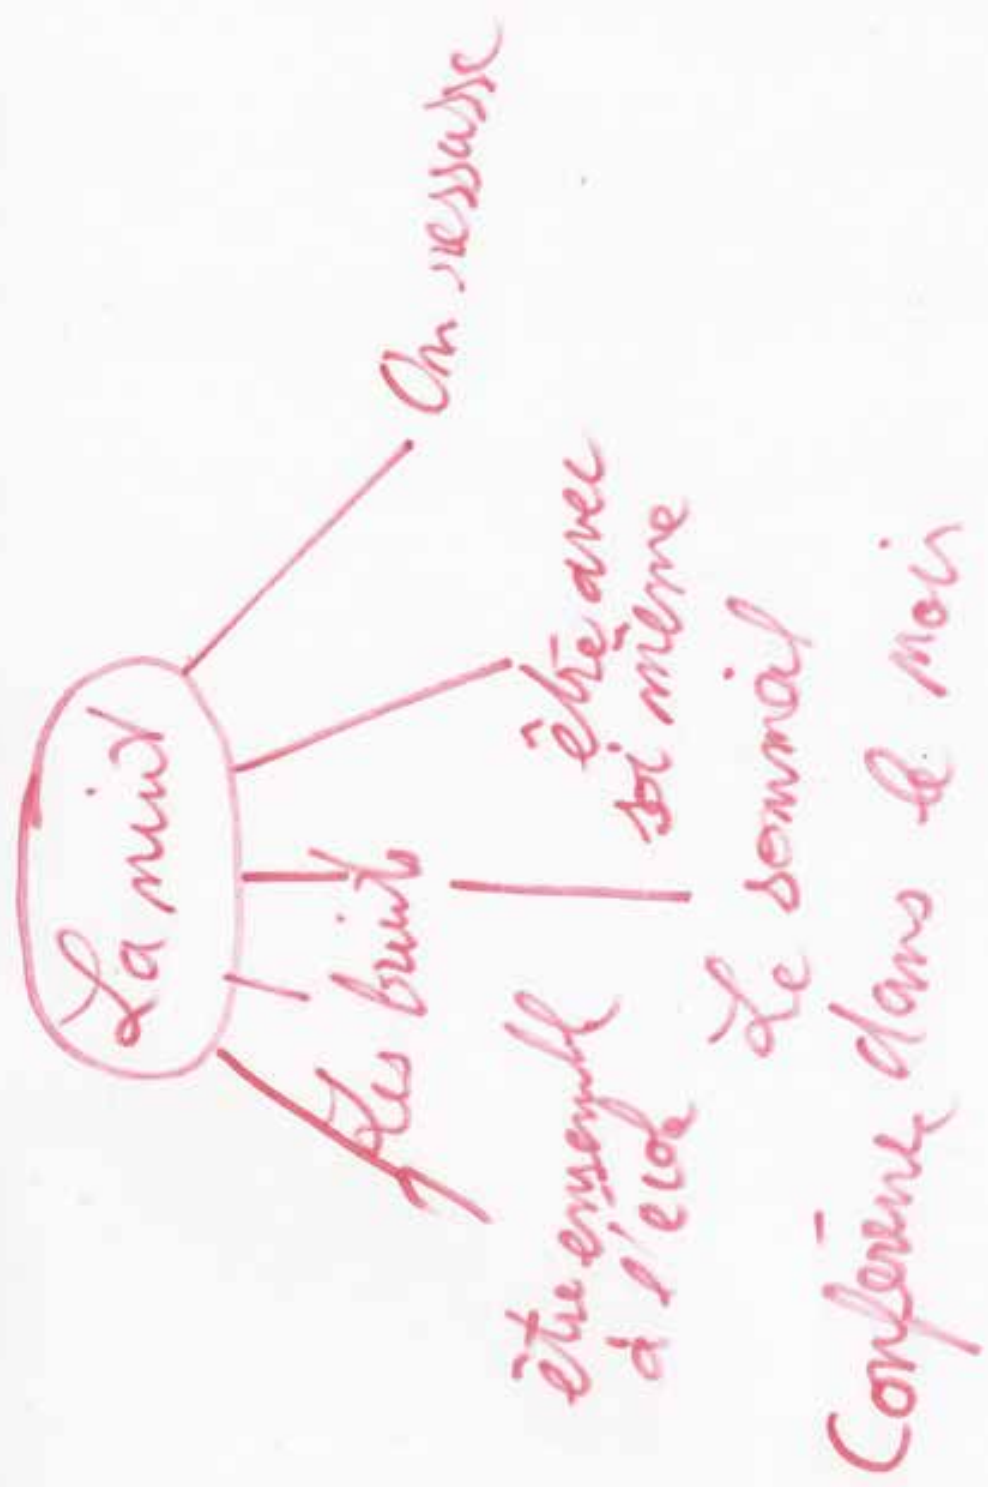 La nuit
On ressasse
Les bruits
être avec
soi même
être ensemble
à l'école
Le sommeil
Conférence dans le noir